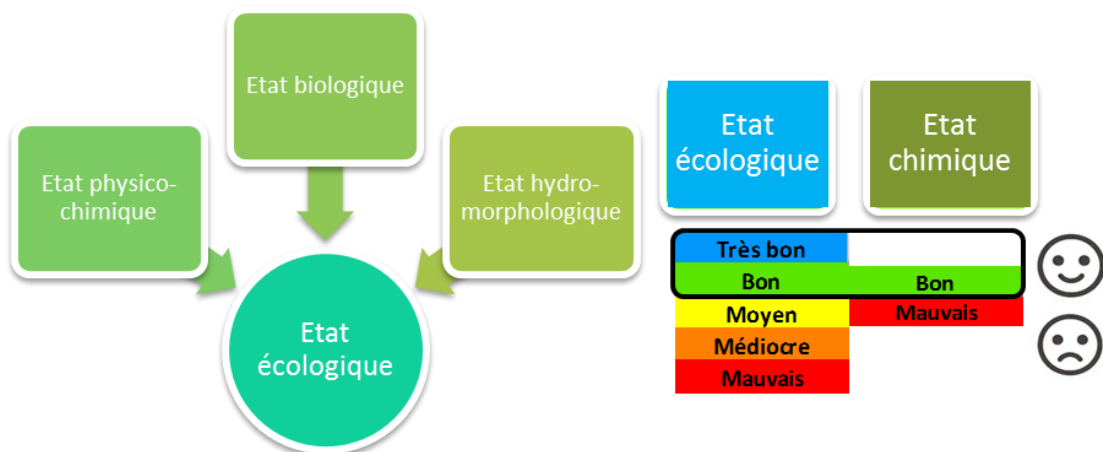 Etat biologique
Etat physico-
chimique
Etat hydro-
morphologique
Etat
écologique
Etat
écologique
Etat
chimique
Très bon
Bon
Bon
Moyen
Mauvais
Médiocre
Mauvais